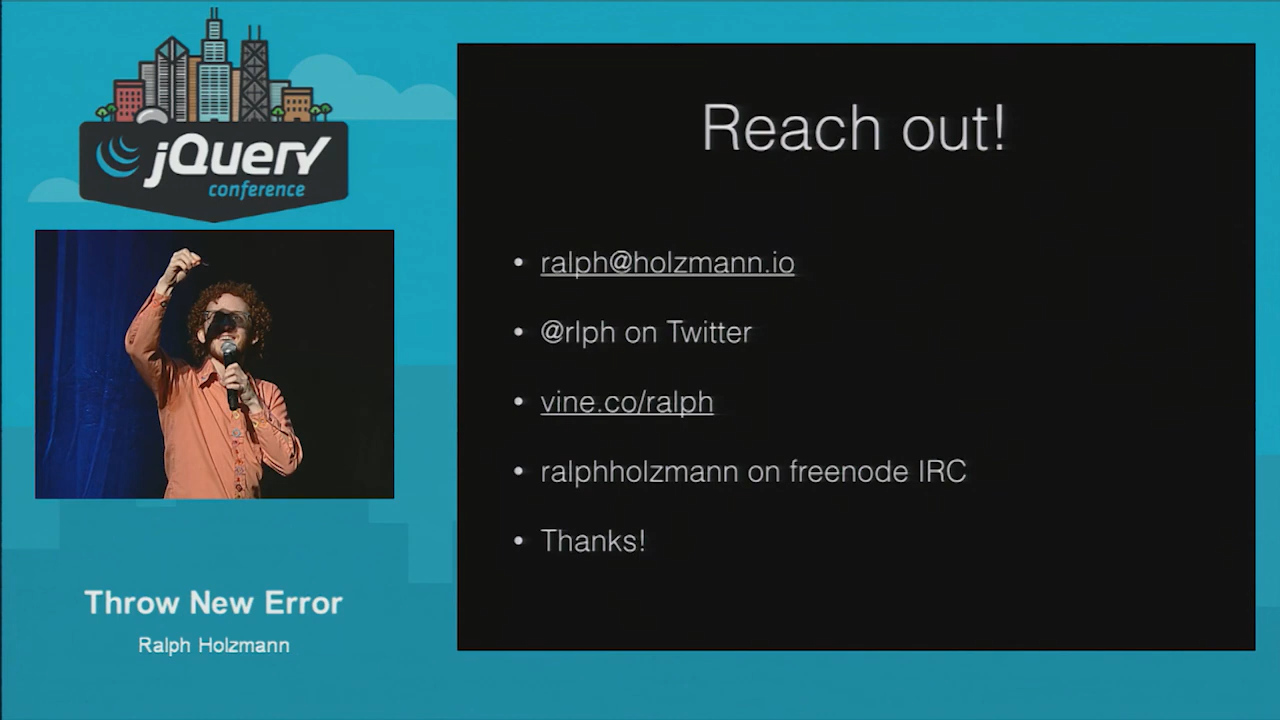 jQuery
conference
Throw New Error
Ralph Holzmann
Reach out!
• ralph@holzmann.io
• @rlph on Twitter
• vine.co/ralph
• ralphholzmann on freenode IRC
• Thanks!